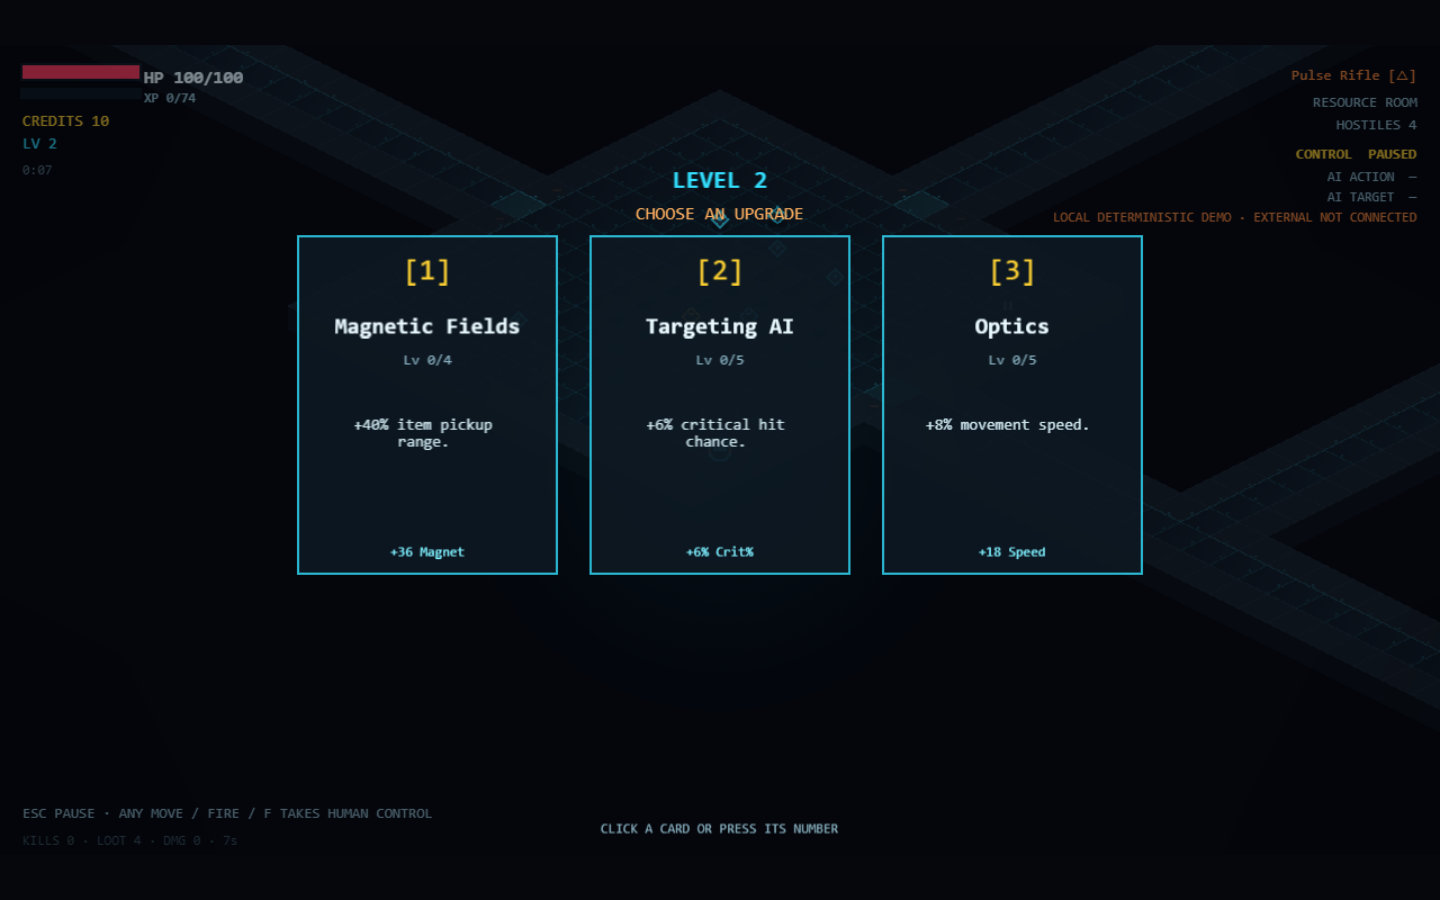 HP 100/100
XP 0/74
CREDITS 10
LV 2
0:07
Pulse Rifle [△]
RESOURCE ROOM
HOSTILES 4
CONTROL PAUSED
AI ACTION —
AI TARGET —
LOCAL DETERMINISTIC DEMO · EXTERNAL NOT CONNECTED
LEVEL 2
CHOOSE AN UPGRADE
[1]
Magnetic Fields
Lv 0/4
+40% item pickup
range.
+36 Magnet
[2]
Targeting AI
Lv 0/5
+6% critical hit
chance.
+6% Crit%
[3]
Optics
Lv 0/5
+8% movement speed.
+18 Speed
ESC PAUSE · ANY MOVE / FIRE / F TAKES HUMAN CONTROL
KILLS 0 · LOOT 4 · DMG 0 · 7s
CLICK A CARD OR PRESS ITS NUMBER